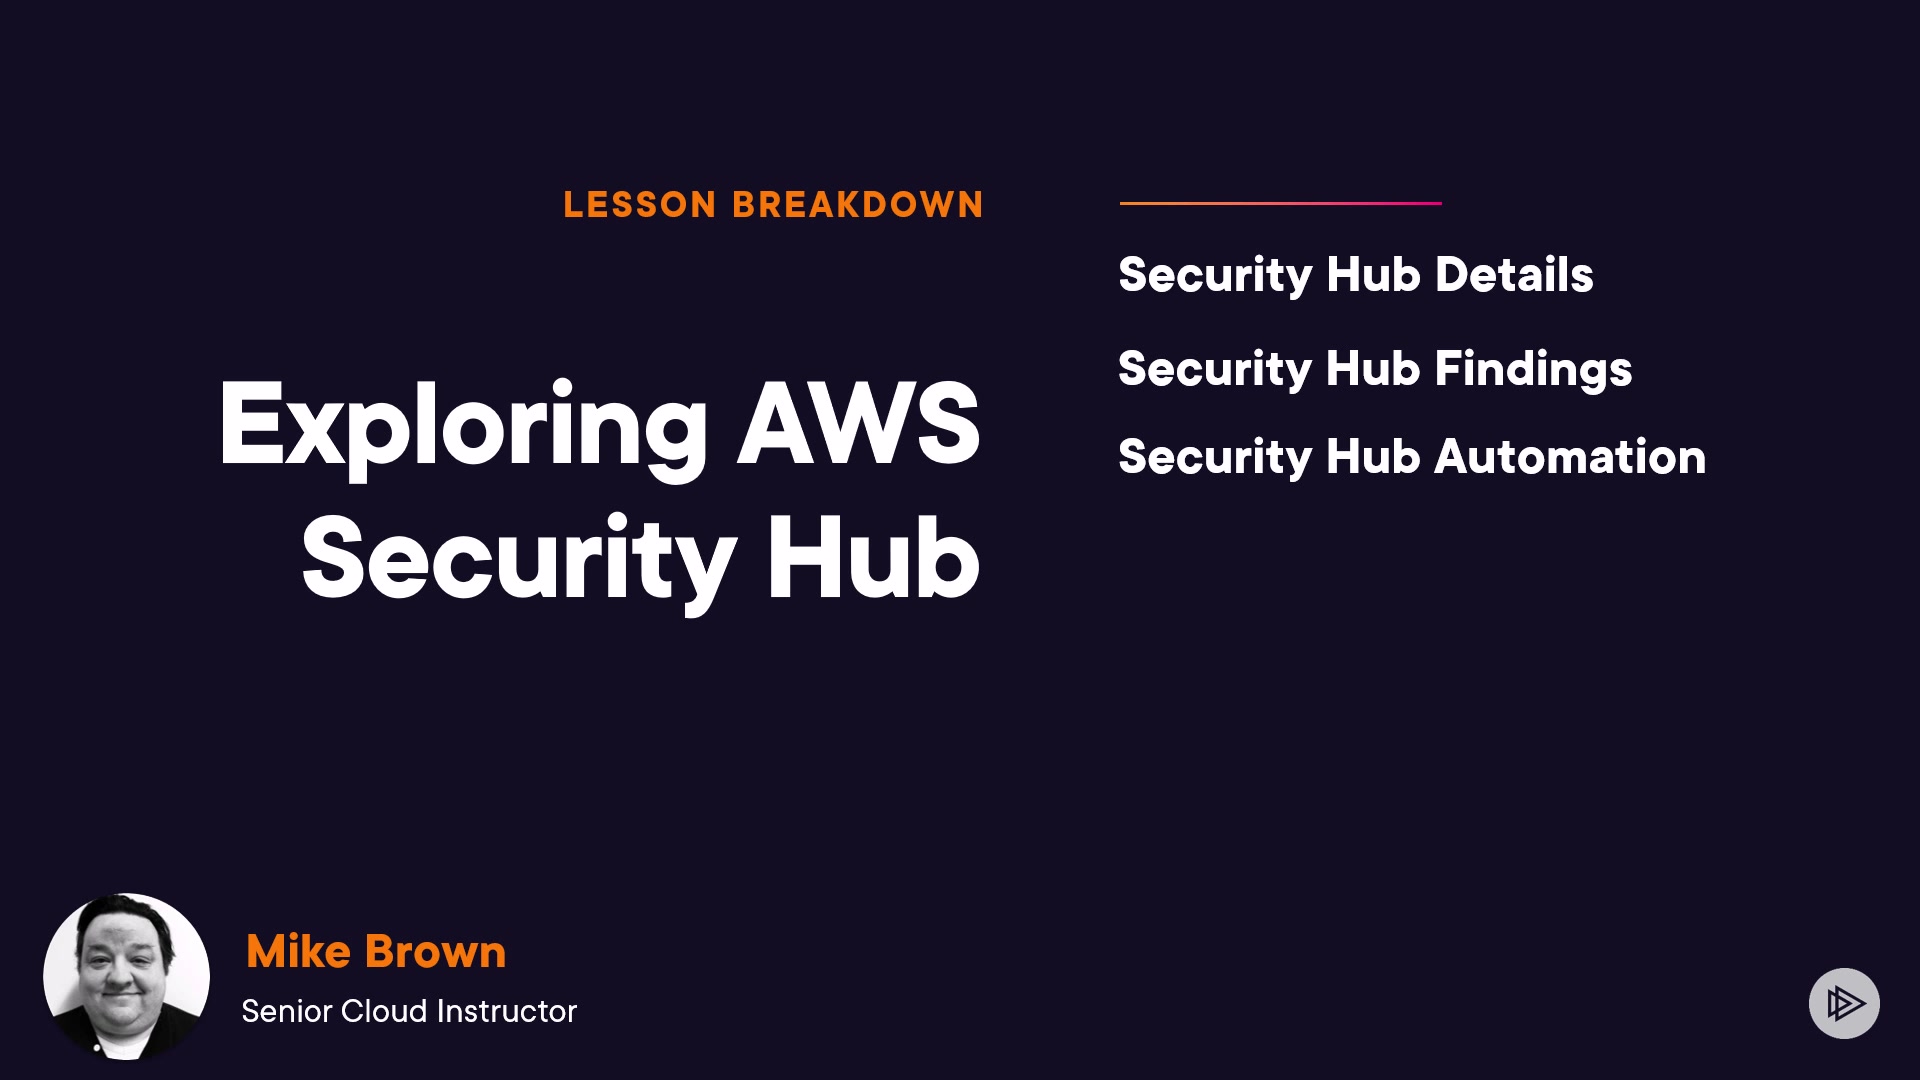 LESSON BREAKDOWN
Exploring AWS
Security Hub
Security Hub Details
Security Hub Findings
Security Hub Automation
Mike Brown
Senior Cloud Instructor